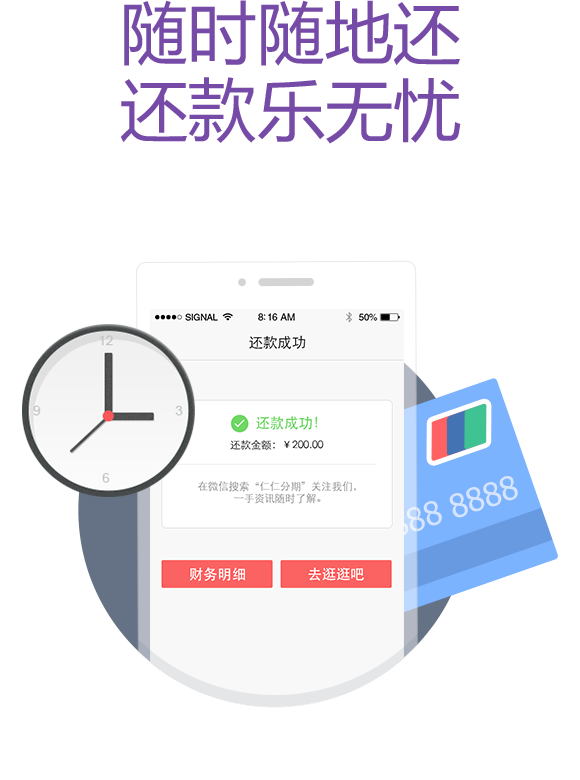 随时随地还
还款乐无忧
SIGNAL 8:16 AM 50%
还款成功
12
9
3
6
还款成功!
还款金额：￥200.00
在微信搜索“仁仁分期”关注我们，
一手资讯随时了解。
8888
财务明细 去逛逛吧